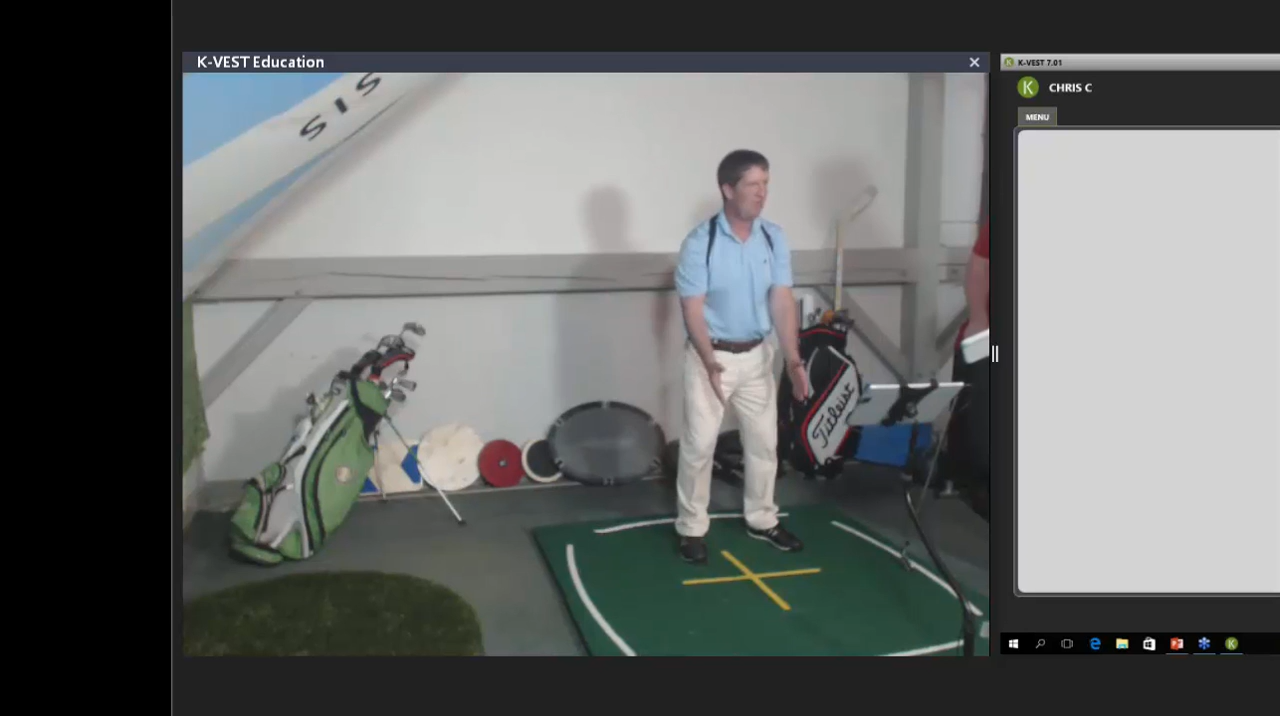 K-VEST Education
SIS
Titleist
K-VEST 7.01
K
CHRIS C
MENU